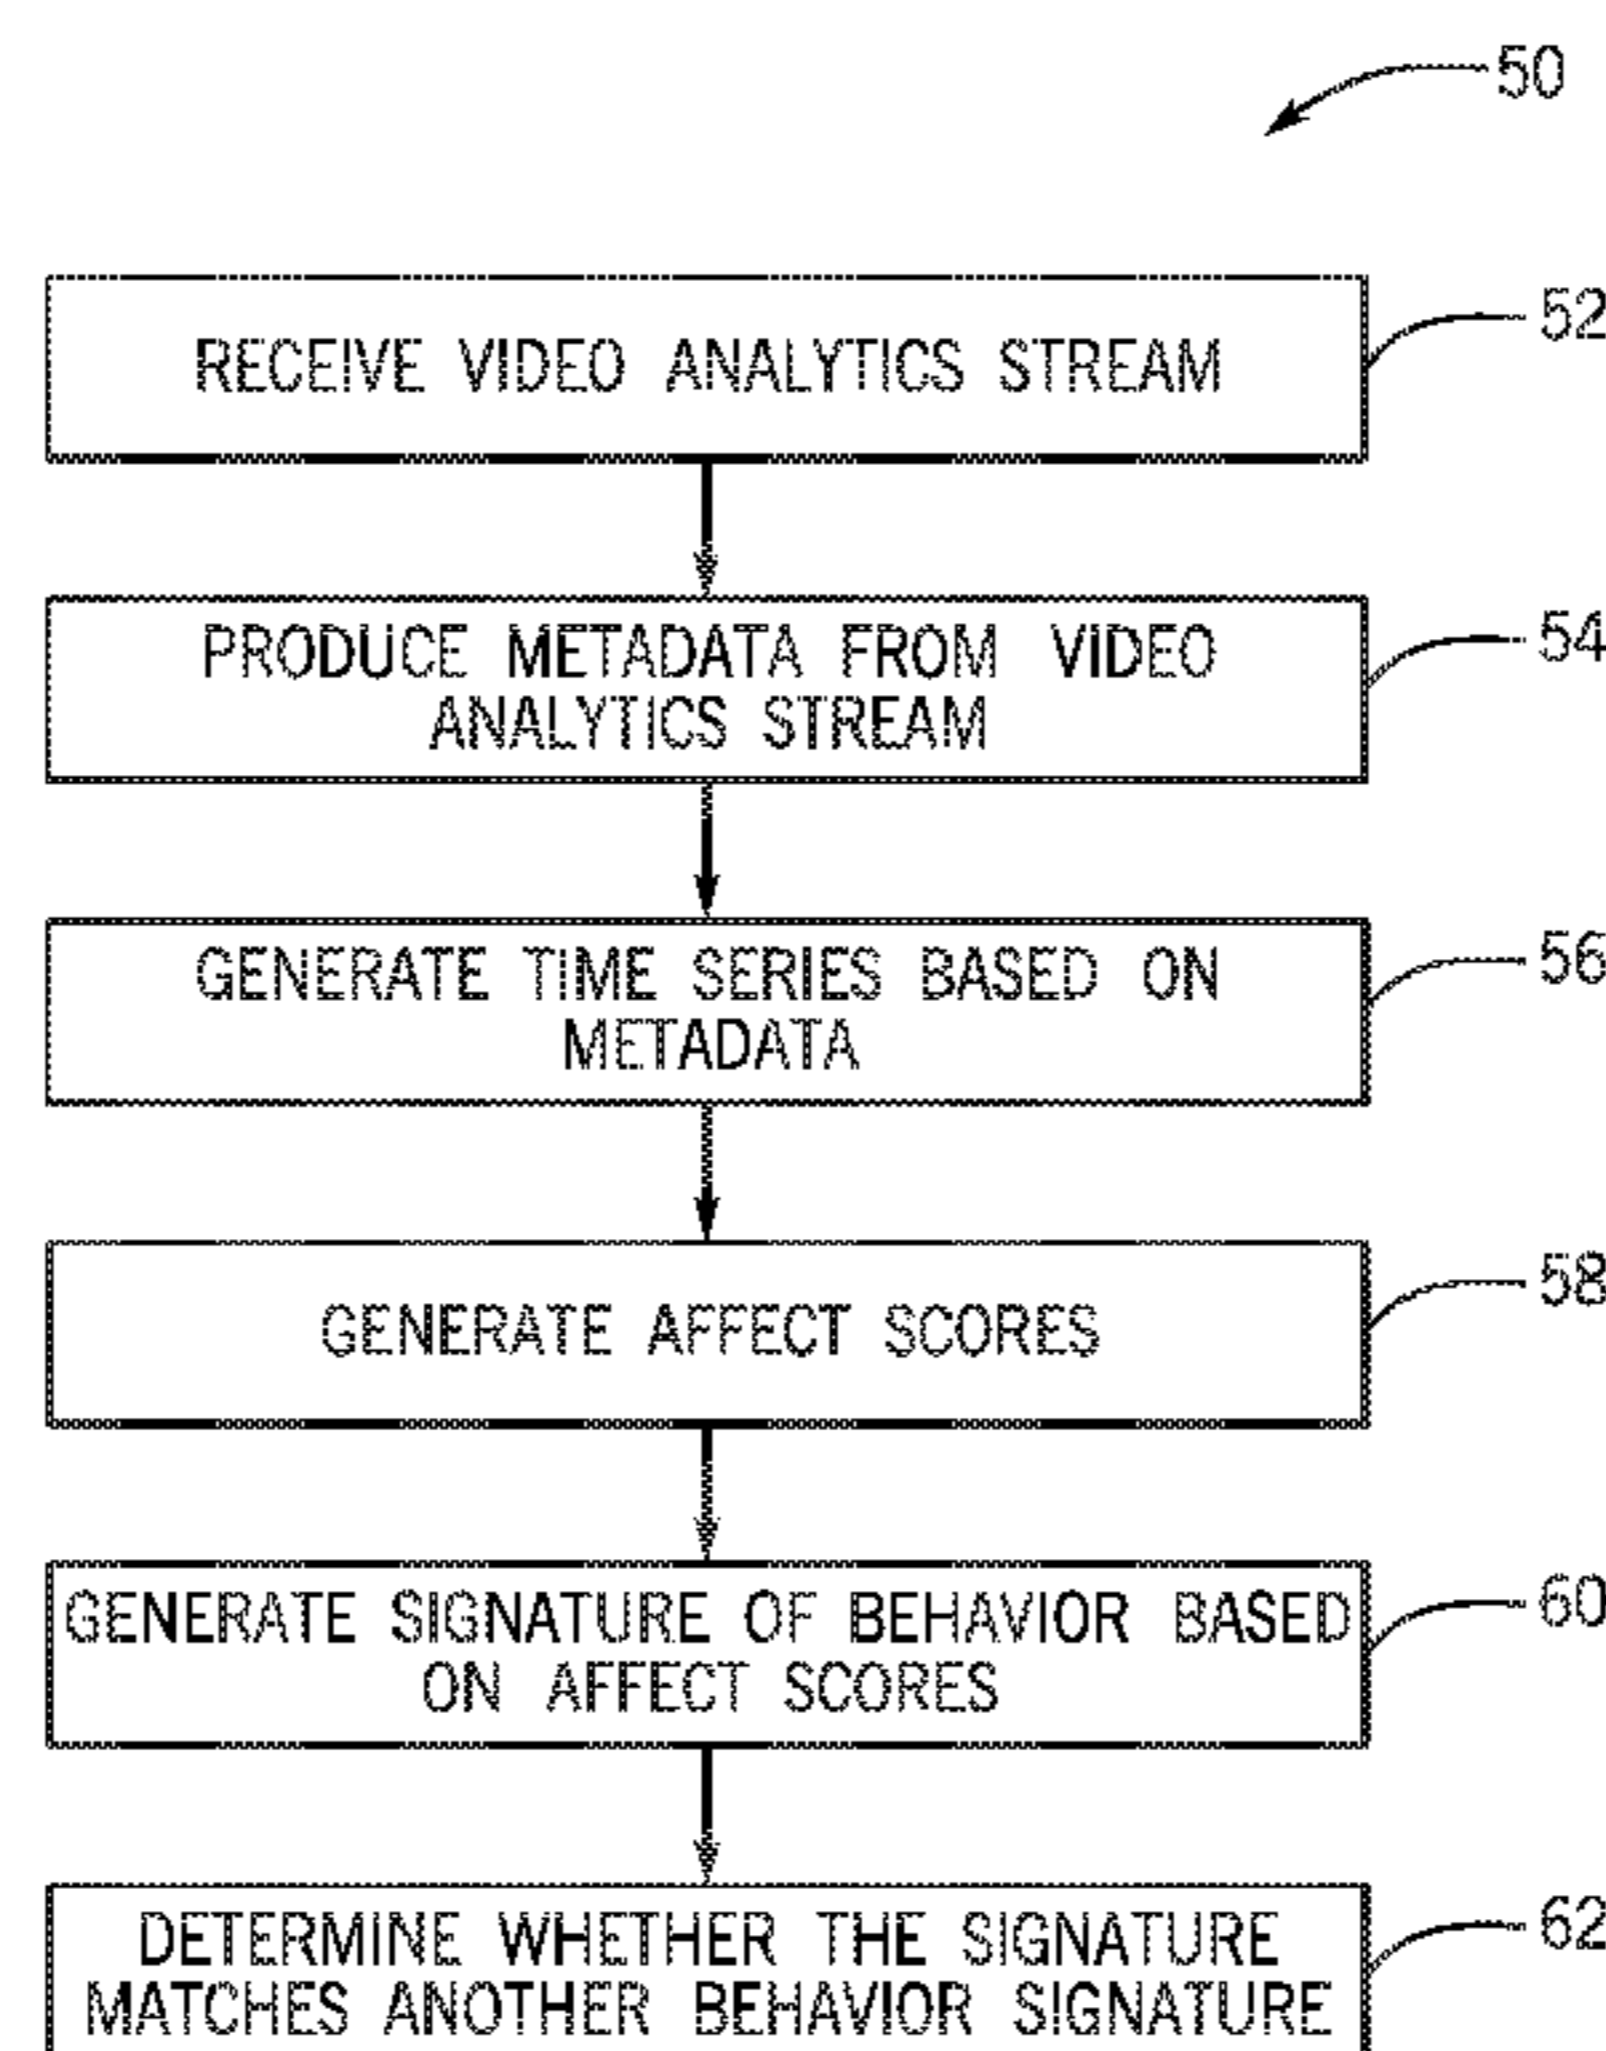 50
RECEIVE VIDEO ANALYTICS STREAM
52
PRODUCE METADATA FROM VIDEO
ANALYTICS STREAM
54
GENERATE TIME SERIES BASED ON
METADATA
56
GENERATE AFFECT SCORES
58
GENERATE SIGNATURE OF BEHAVIOR BASED
ON AFFECT SCORES
60
DETERMINE WHETHER THE SIGNATURE
MATCHES ANOTHER BEHAVIOR SIGNATURE
62